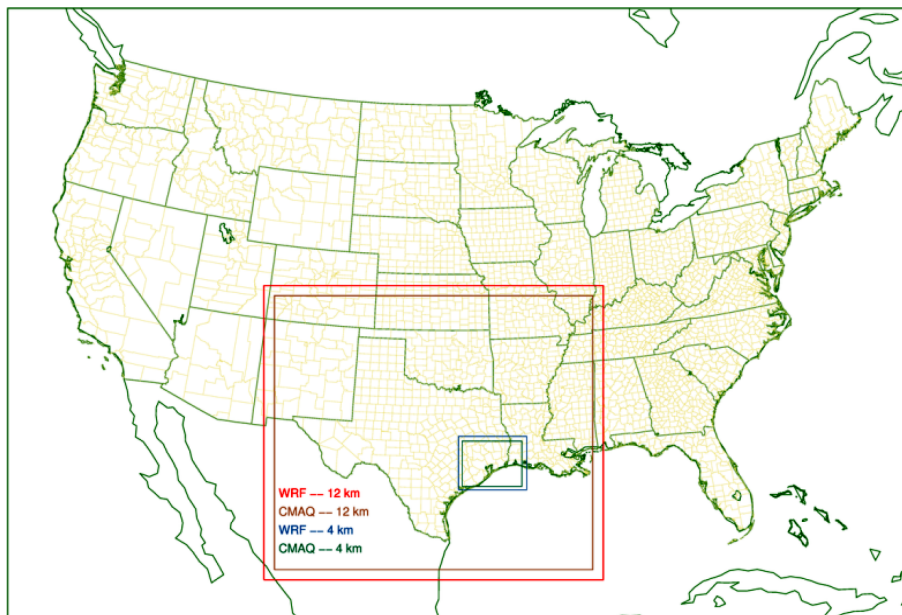 WRF −− 12 km
CMAQ −− 12 km
WRF −− 4 km
CMAQ −− 4 km